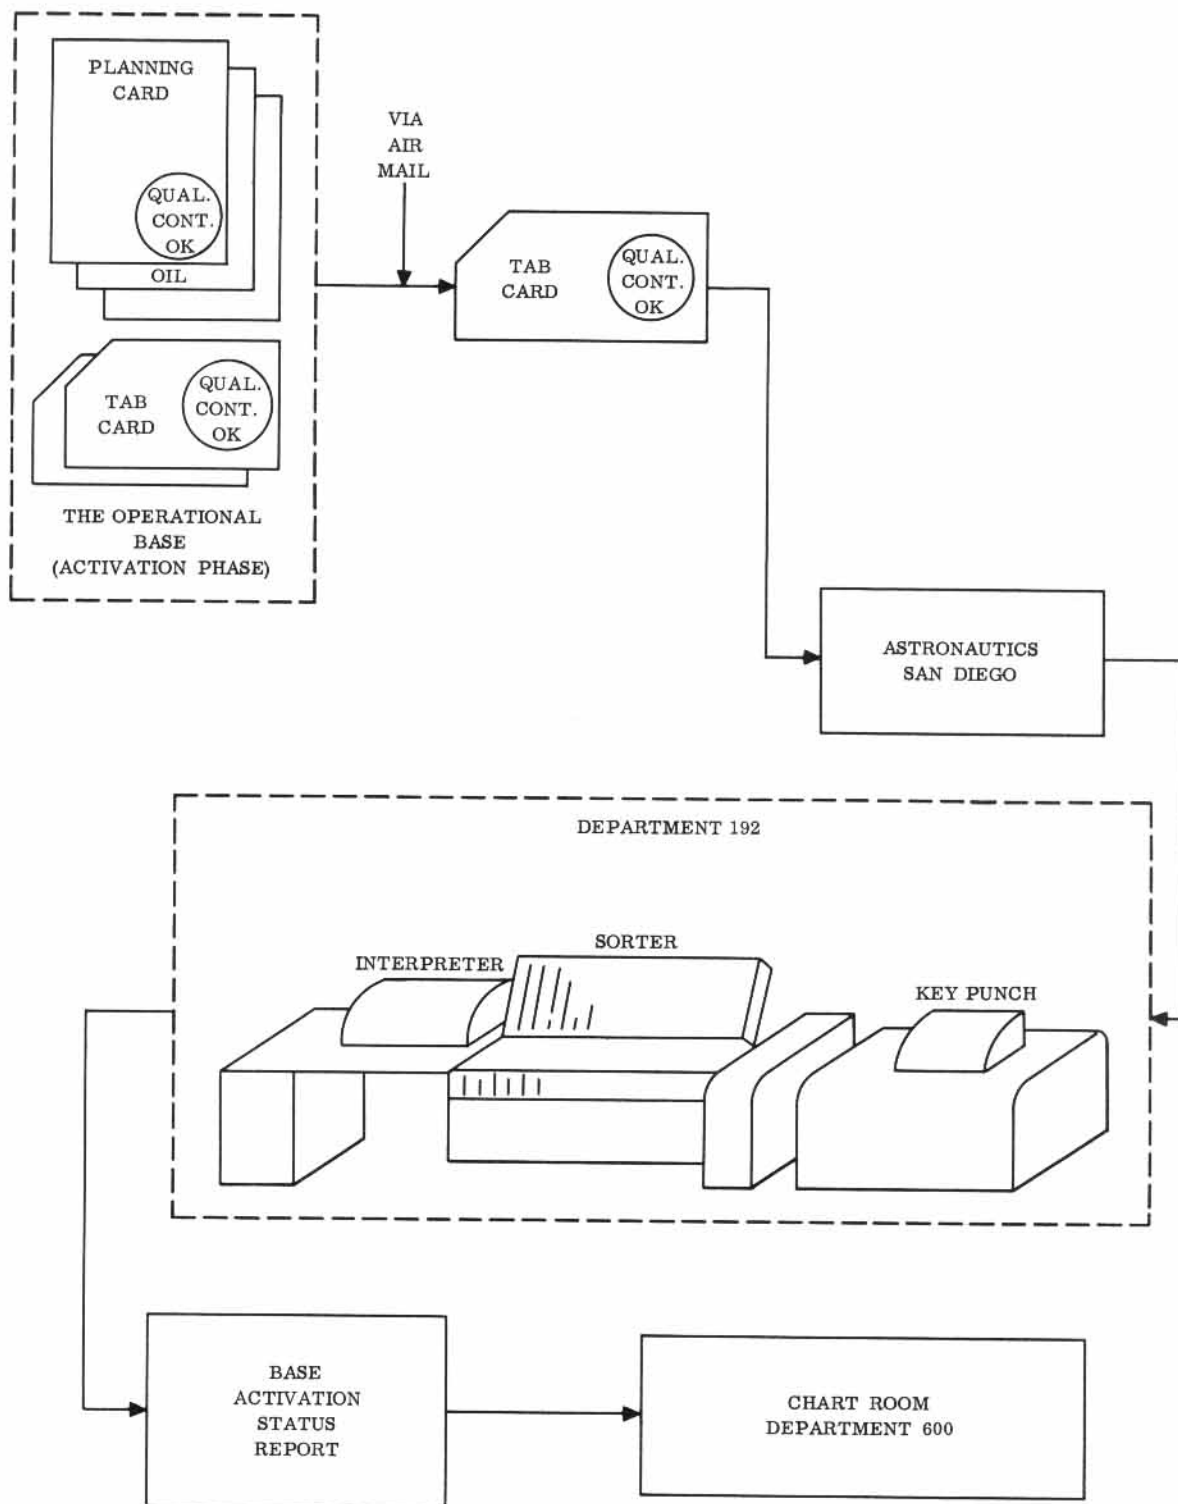 PLANNING
CARD
QUAL.
CONT.
OK
OIL
TAB
CARD
QUAL.
CONT.
OK
THE OPERATIONAL
BASE
(ACTIVATION PHASE)
VIA
AIR
MAIL
TAB
CARD
QUAL.
CONT.
OK
ASTRONAUTICS
SAN DIEGO
DEPARTMENT 192
INTERPRETER
SORTER
KEY PUNCH
BASE
ACTIVATION
STATUS
REPORT
CHART ROOM
DEPARTMENT 600